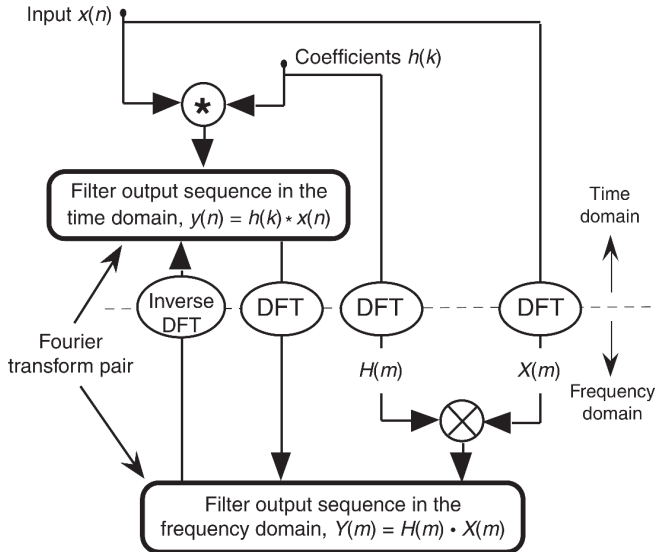 Input x(n)
Coefficients h(k)
*
Filter output sequence in the
time domain, y(n) = h(k) * x(n)
Time
domain
Inverse
DFT
DFT
DFT
DFT
Fourier
transform pair
H(m)
X(m)
Frequency
domain
Filter output sequence in the
frequency domain, Y(m) = H(m) • X(m)